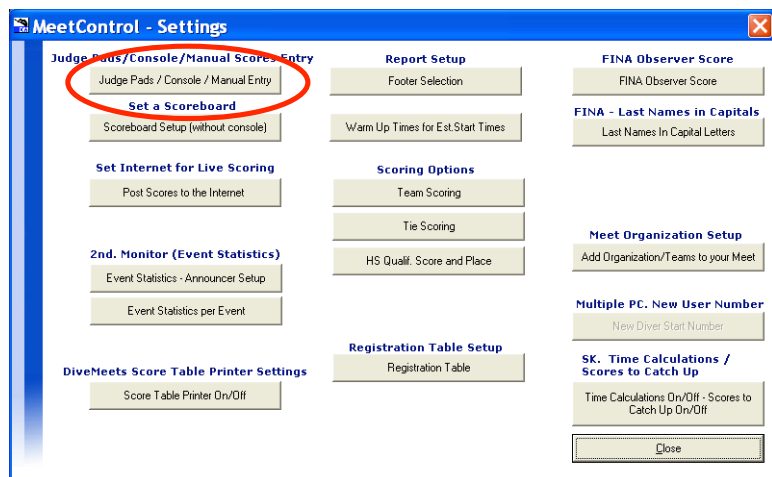 MeetControl - Settings
Judge Pads/Console/Manual Scores Entry
Judge Pads / Console / Manual Entry
Set a Scoreboard
Scoreboard Setup (without console)
Set Internet for Live Scoring
Post Scores to the Internet
2nd. Monitor (Event Statistics)
Event Statistics - Announcer Setup
Event Statistics per Event
DiveMeets Score Table Printer Settings
Score Table Printer On/Off
Report Setup
Footer Selection
Warm Up Times for Est.Start Times
Scoring Options
Team Scoring
Tie Scoring
HS Qualif. Score and Place
Registration Table Setup
Registration Table
FINA Observer Score
FINA Observer Score
FINA - Last Names in Capitals
Last Names In Capital Letters
Meet Organization Setup
Add Organization/Teams to your Meet
Multiple PC. New User Number
New Diver Start Number
SK. Time Calculations /
Scores to Catch Up
Time Calculations On/Off - Scores to
Catch Up On/Off
Close